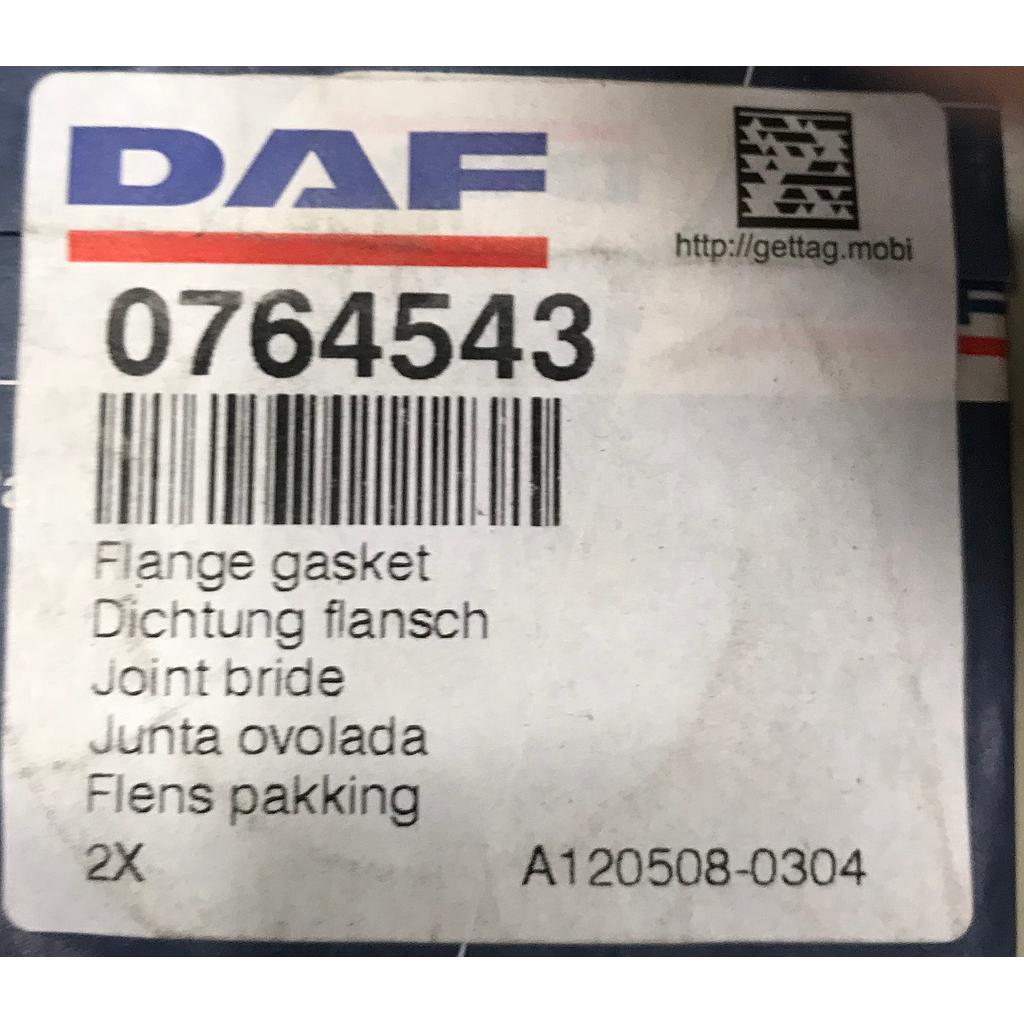 DAF
http://gettag.mobi
0764543
Flange gasket
Dichtung flansch
Joint bride
Junta ovolada
Flens pakking
2X
A120508-0304